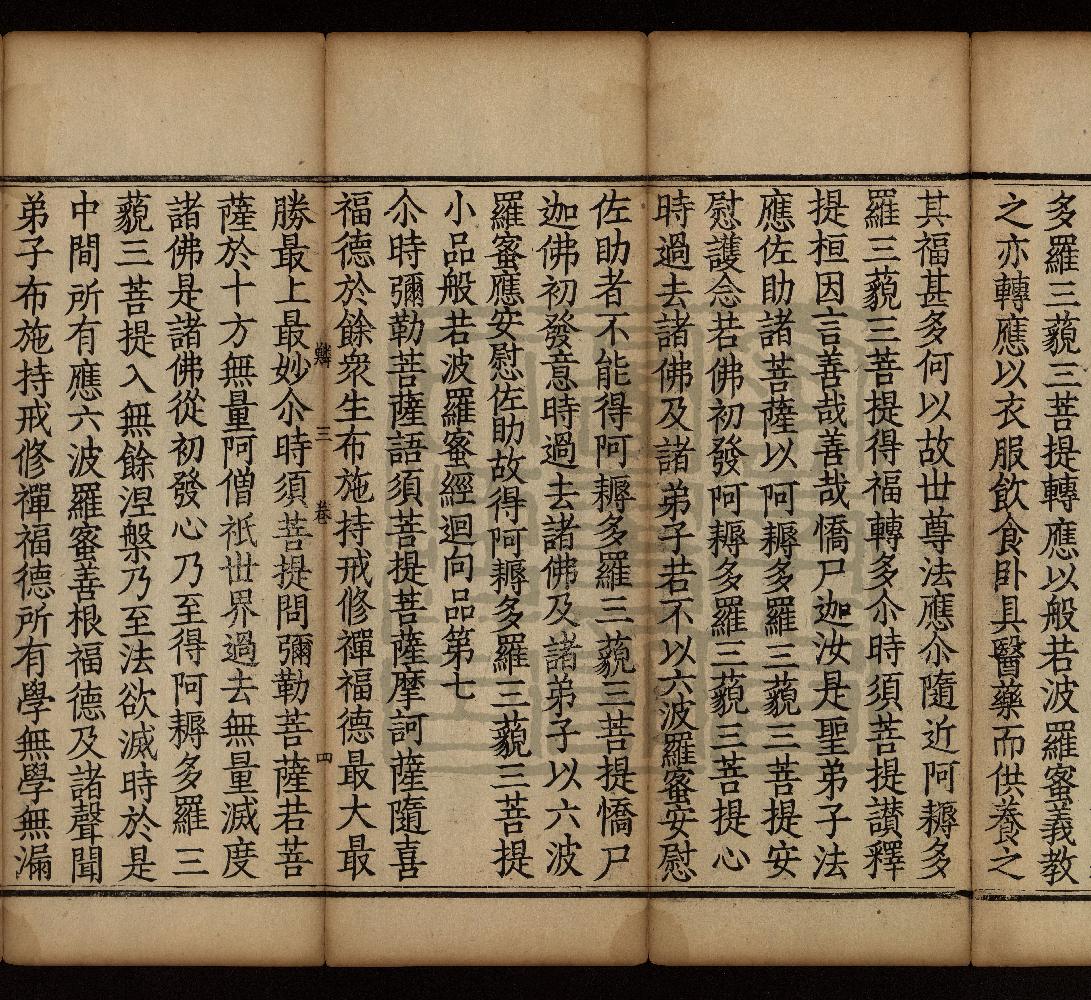 多羅三藐三菩提轉應以般若波羅蜜義教
之亦轉應以衣服飲食卧具醫藥而供養之
其福甚多何以故世尊法應尒隨近阿耨多
羅三藐三菩提得福轉多尒時須菩提讃釋
提桓因言善哉善哉憍尸迦汝是聖弟子法
應佐助諸菩薩以阿耨多羅三藐三菩提安
慰護念若佛初發阿耨多羅三藐三菩提心
時過去諸佛及諸弟子若不以六波羅蜜安慰
佐助者不能得阿耨多羅三藐三菩提憍尸
迦佛初發意時過去諸佛及諸弟子以六波
羅蜜應安慰佐助故得阿耨多羅三藐三菩提
小品般若波羅蜜經迴向品第七
尒時彌勒菩薩語須菩提菩薩摩訶薩隨喜
福德於餘衆生布施持戒修禪福德最大最
三 卷 四
勝最上最妙尒時須菩提問彌勒菩薩若菩
薩於十方無量阿僧祇世界過去無量滅度
諸佛是諸佛從初發心乃至得阿耨多羅三
藐三菩提入無餘涅槃乃至法欲滅時於是
中間所有應六波羅蜜善根福德及諸聲聞
弟子布施持戒修禪福德所有學無學無漏